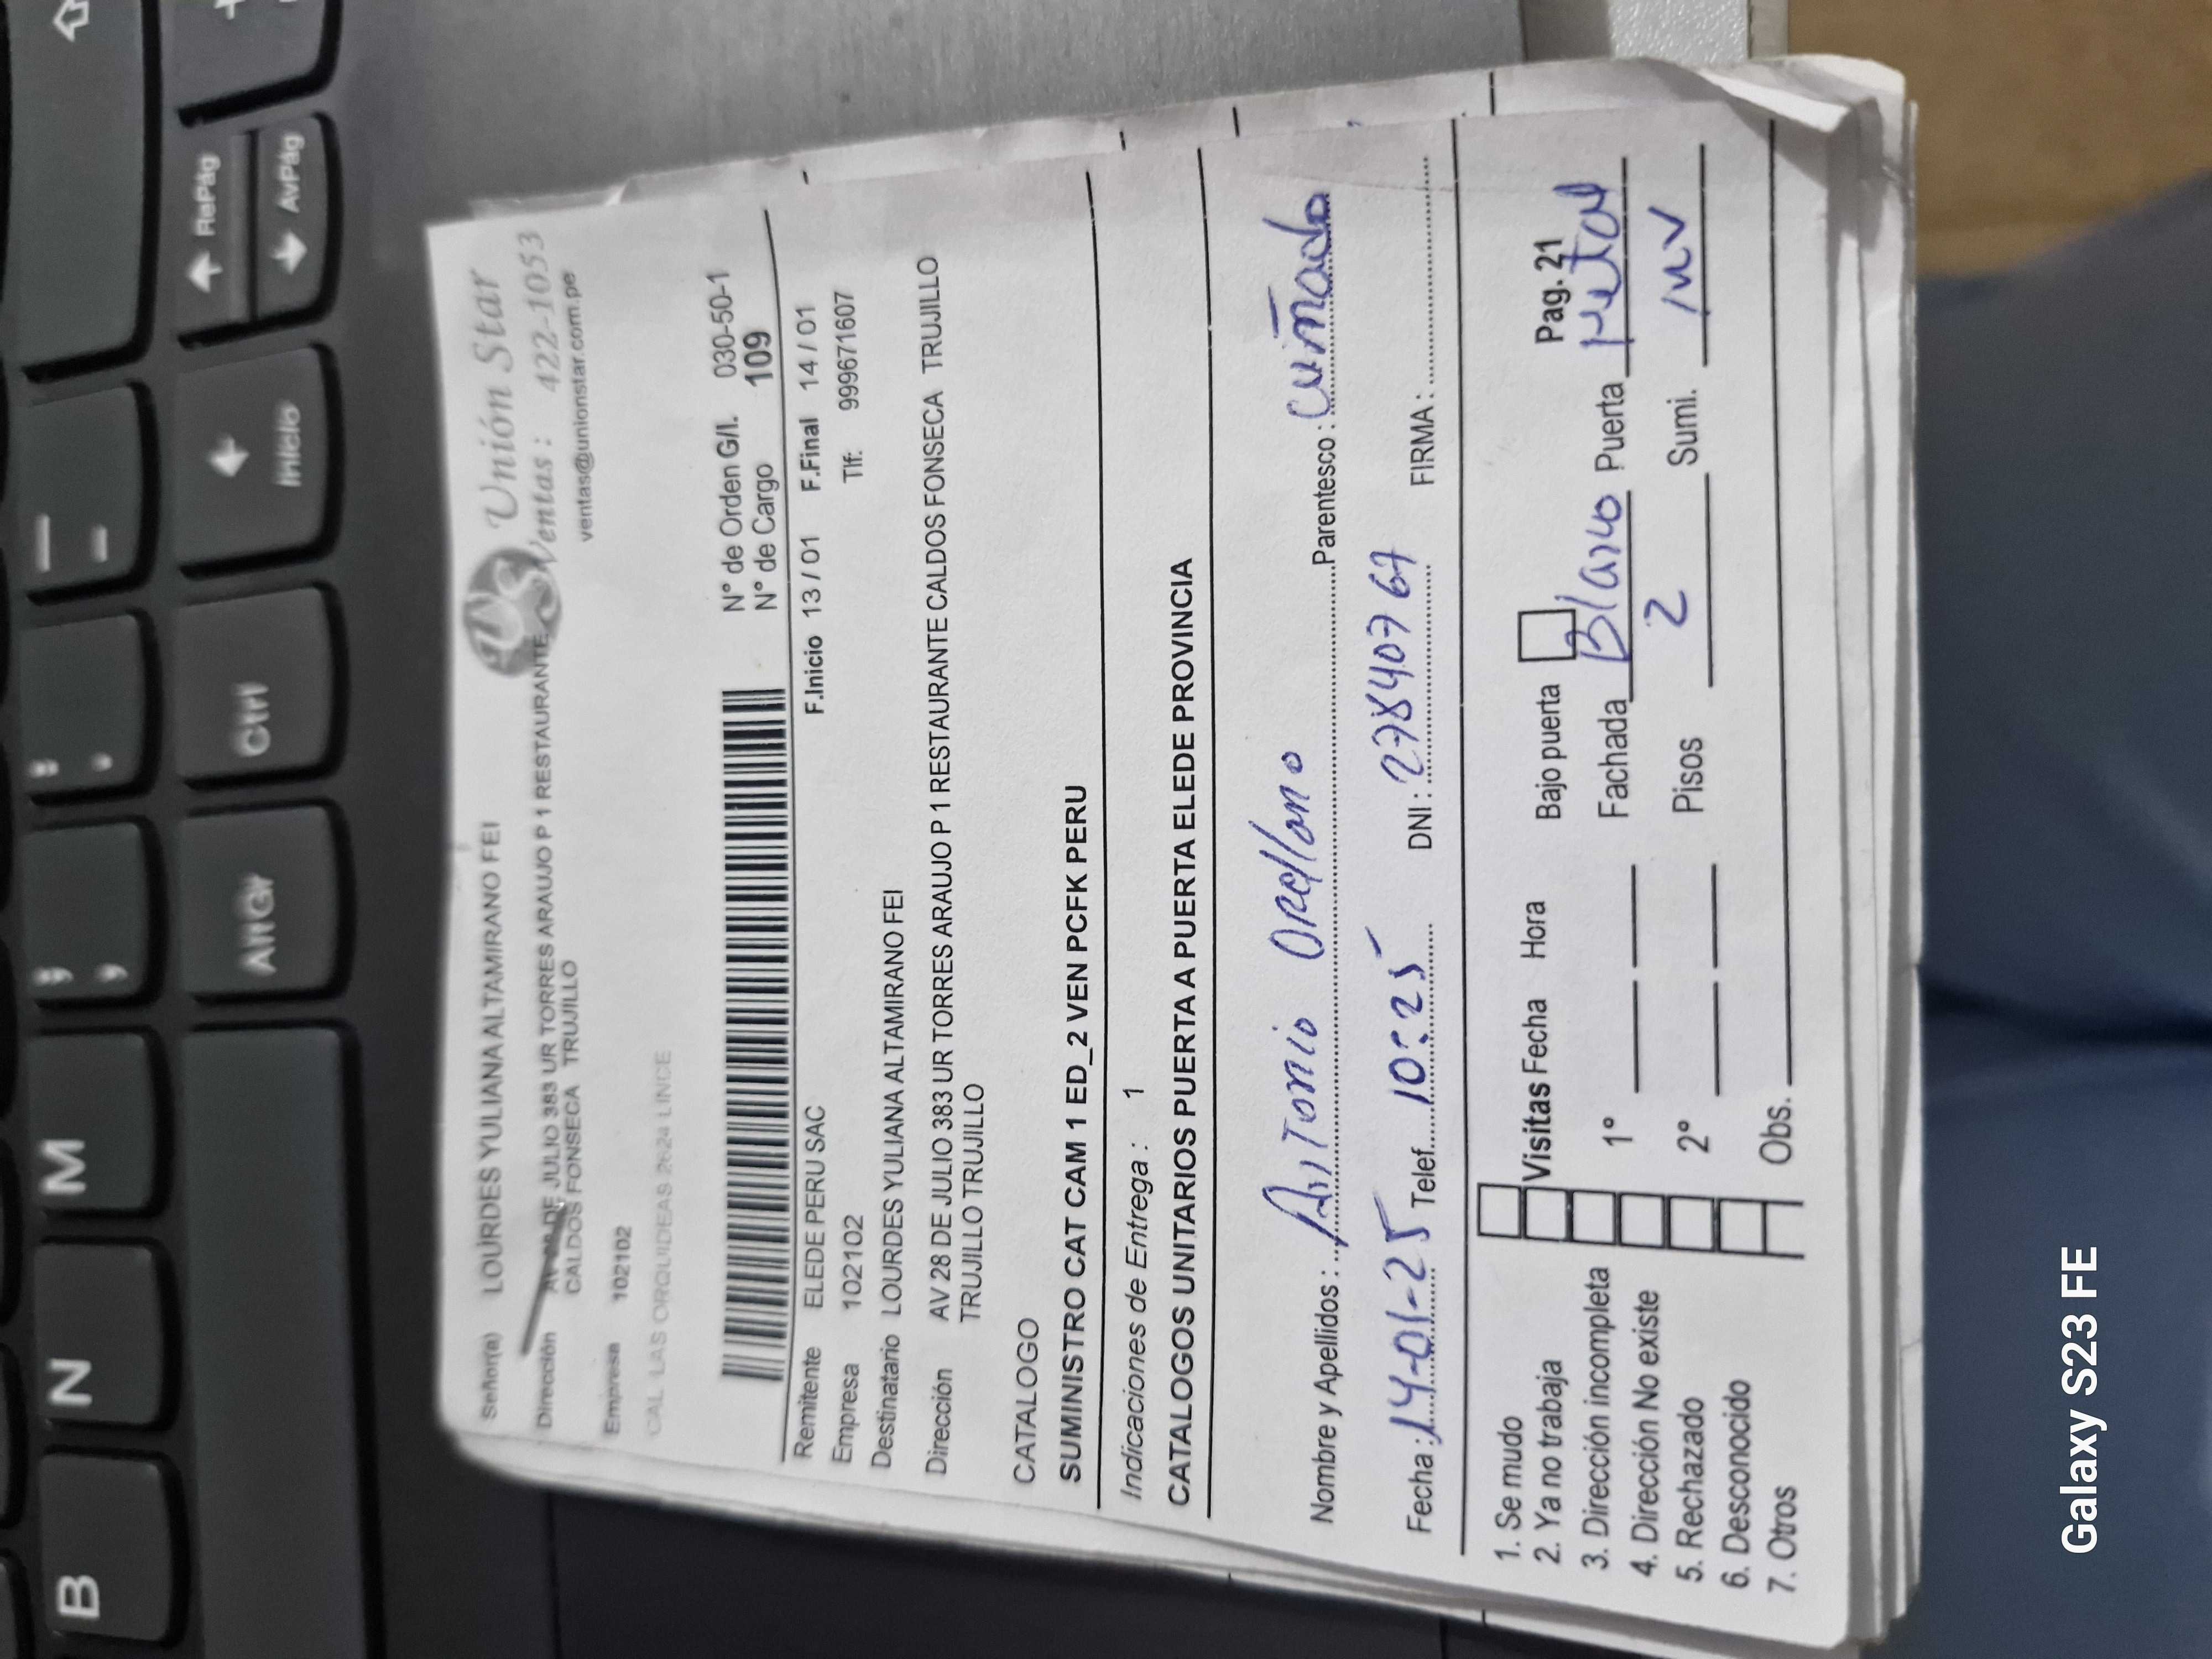 Señor(a) LOURDES YULIANA ALTAMIRANO FEI
Unión Star
Dirección AV 28 DE JULIO 383 UR TORRES ARAUJO P 1 RESTAURANTE
Ventas : 422-1053
CALDOS FONSECA TRUJILLO
ventas@unionstar.com.pe
Empresa 102102
CAL LAS ORQUIDEAS 2624 LINCE
N° de Orden G/I. 030-50-1
N° de Cargo 109
Remitente ELEDE PERU SAC F.Inicio 13 / 01 F.Final 14 / 01
Empresa 102102 Tlf: 999671607
Destinatario LOURDES YULIANA ALTAMIRANO FEI
Dirección AV 28 DE JULIO 383 UR TORRES ARAUJO P 1 RESTAURANTE CALDOS FONSECA TRUJILLO
TRUJILLO TRUJILLO
CATALOGO
SUMINISTRO CAT CAM 1 ED_2 VEN PCFK PERU
Indicaciones de Entrega : 1
CATALOGOS UNITARIOS PUERTA A PUERTA ELEDE PROVINCIA
Nombre y Apellidos : Antonio Orellano Parentesco : Cuñado
Fecha : 14-01-25 Telef. 10:25 DNI : 27840767 FIRMA :
1. Se mudo
2. Ya no trabaja
3. Dirección incompleta
4. Dirección No existe
5. Rechazado
6. Desconocido
7. Otros
Visitas Fecha Hora Bajo puerta Pag. 21
1° Fachada Blanco Puerta Metal
2° Pisos 2 Sumi.
Obs.
↑ RePág
↓ AvPág
Inicio
Ctrl
Alt Gr
; ,
: .
_ -
M
N
B
Galaxy S23 FE